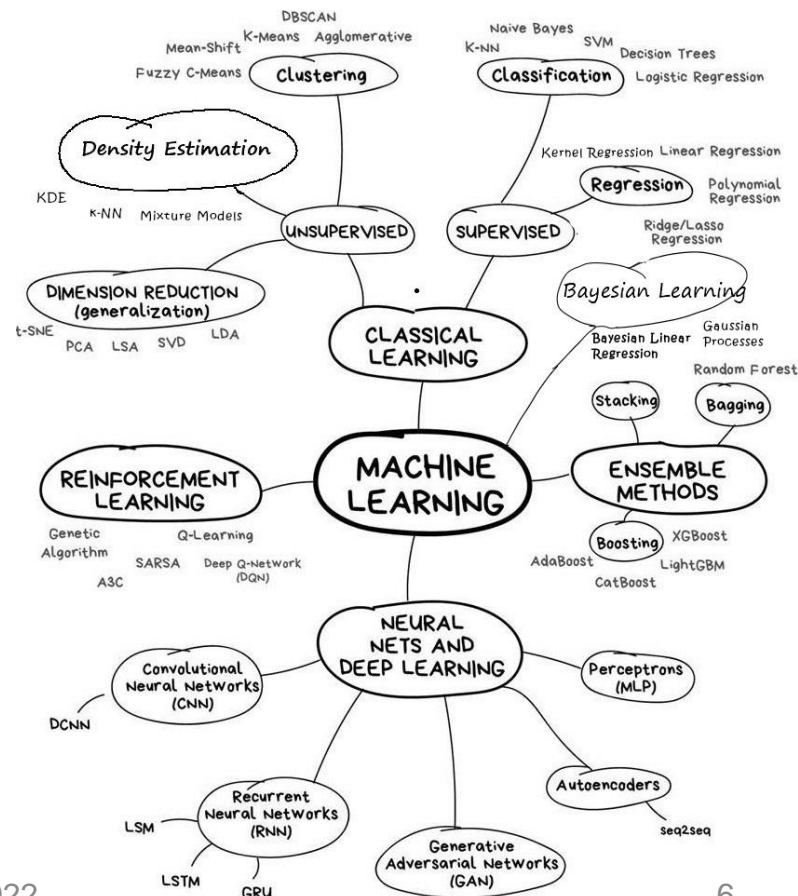 DBSCAN
K-Means Agglomerative
Mean-Shift
Fuzzy C-Means
Clustering
Naive Bayes
K-NN
SVM
Decision Trees
Classification
Logistic Regression
Density Estimation
KDE
K-NN Mixture Models
Kernel Regression Linear Regression
Regression
Polynomial
Regression
Ridge/Lasso
Regression
UNSUPERVISED
SUPERVISED
DIMENSION REDUCTION
(generalization)
t-SNE
PCA LSA SVD LDA
CLASSICAL
LEARNING
Bayesian Learning
Bayesian Linear
Regression
Gaussian
Processes
Random Forest
Stacking
Bagging
MACHINE
LEARNING
REINFORCEMENT
LEARNING
Genetic
Algorithm
Q-Learning
SARSA
Deep Q-Network
(DQN)
A3C
ENSEMBLE
METHODS
Boosting
XGBoost
AdaBoost
LightGBM
CatBoost
NEURAL
NETS AND
DEEP LEARNING
Convolutional
Neural Networks
(CNN)
DCNN
Perceptrons
(MLP)
Autoencoders
seq2seq
Recurrent
Neural Networks
(RNN)
LSM
LSTM
GRU
Generative
Adversarial Networks
(GAN)
022
6